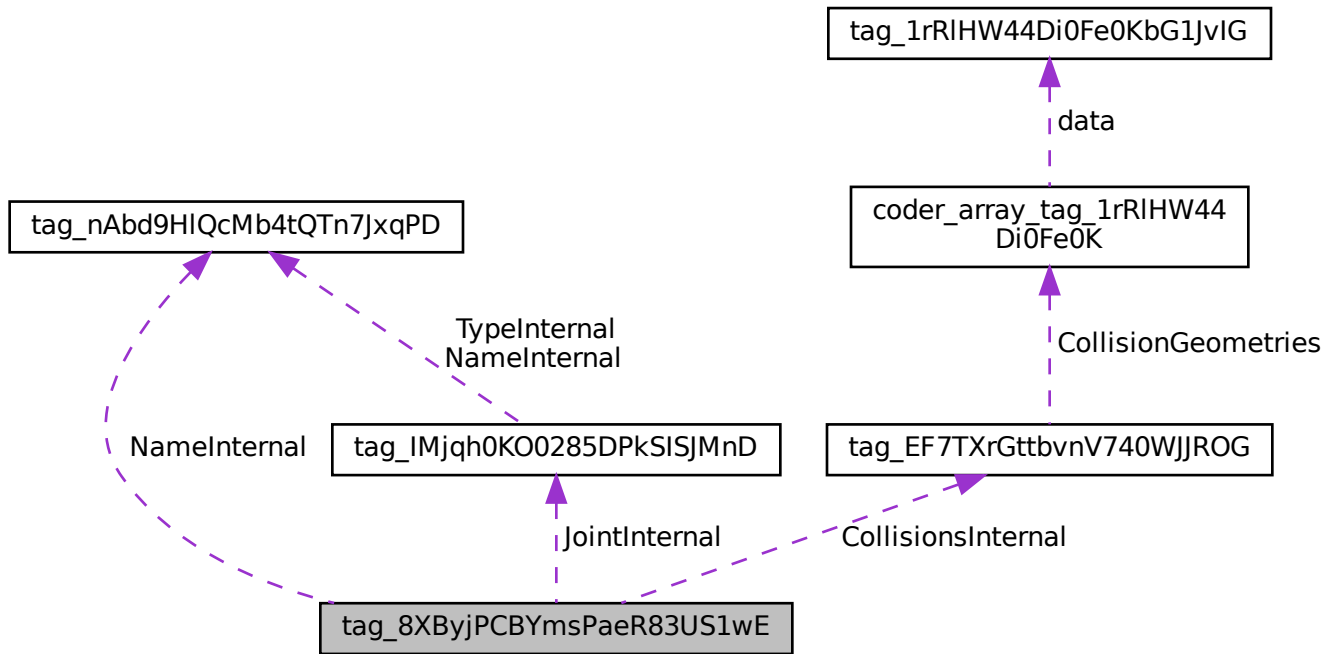 tag_1rRlHW44Di0Fe0KbG1JvIG
data
coder_array_tag_1rRlHW44
Di0Fe0K
tag_nAbd9HlQcMb4tQTn7JxqPD
TypeInternal
NameInternal
CollisionGeometries
NameInternal
tag_IMjqh0KO0285DPkSISJMnD
tag_EF7TXrGttbvnV740WJJROG
JointInternal
CollisionsInternal
tag_8XByjPCBYmsPaeR83US1wE